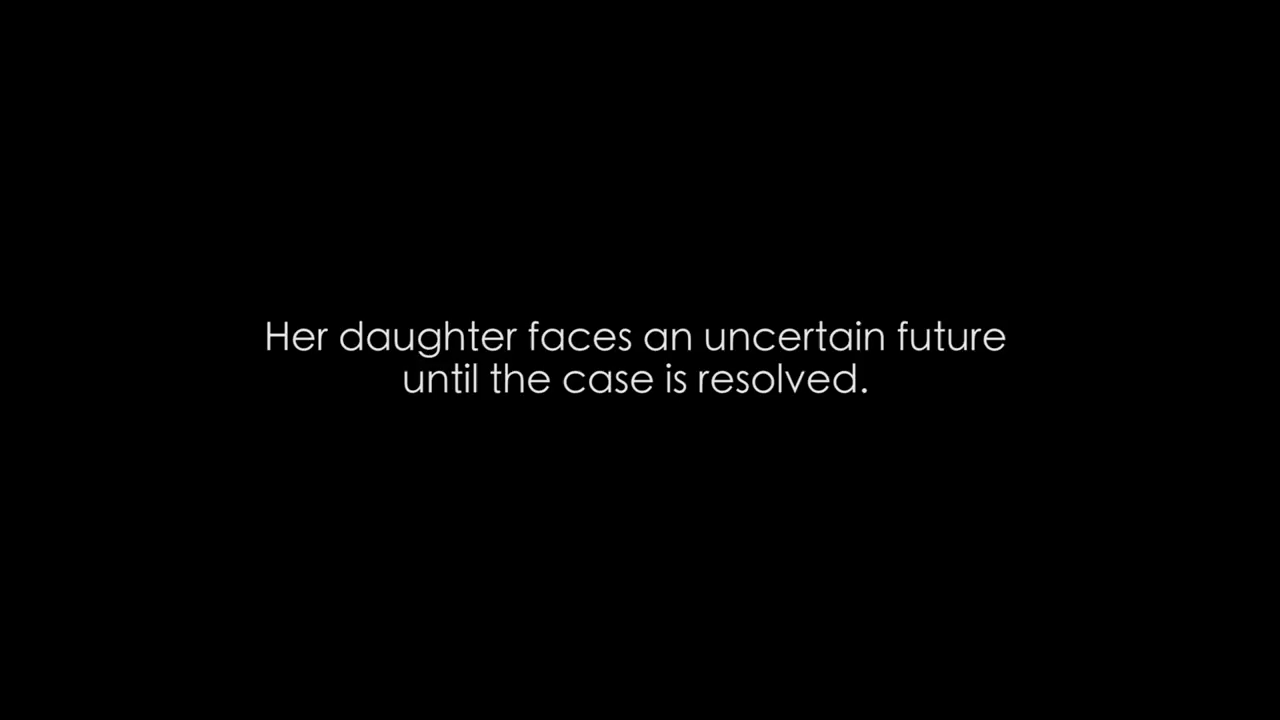 Her daughter faces an uncertain future
until the case is resolved.